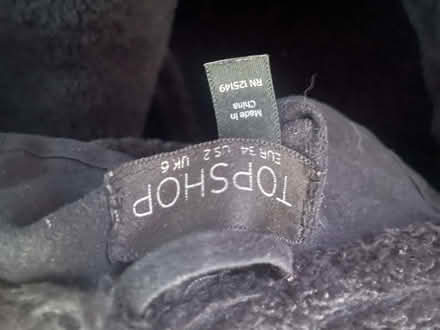 TOPSHOP
EUR 34 US 2 UK 6
Made in
China
RN 125149